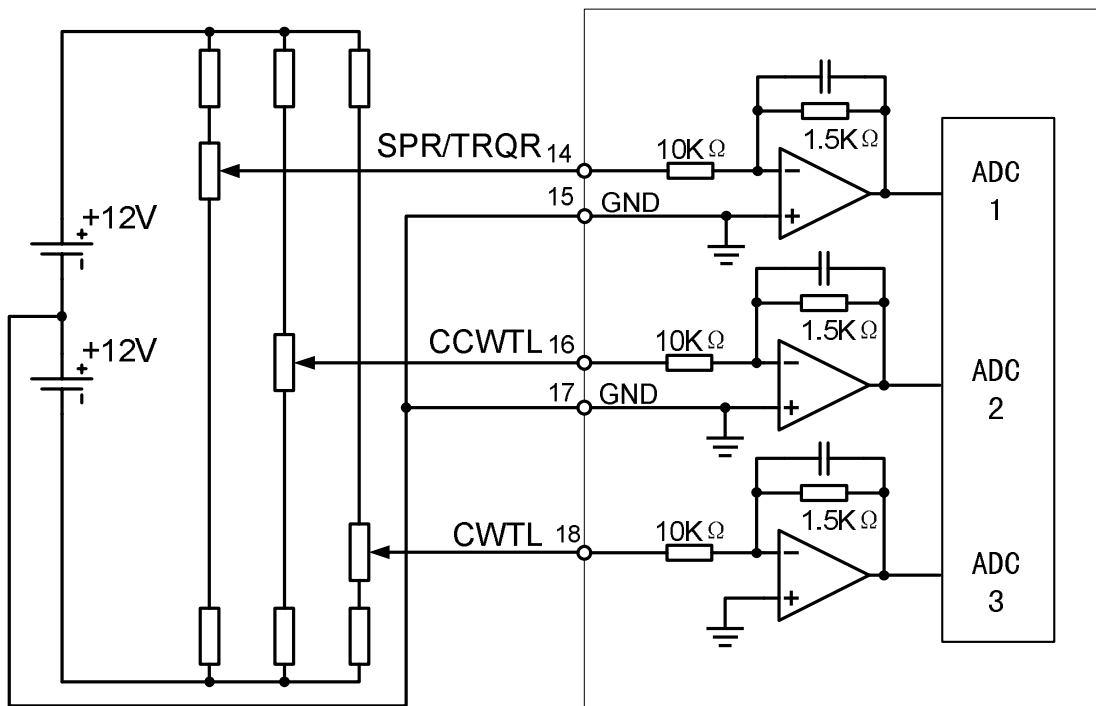 SPR/TRQR 14
10KΩ
1.5KΩ
ADC
1
15 GND
+12V
+
+12V
+
CCWTL 16
10KΩ
1.5KΩ
ADC
2
17 GND
CWTL 18
10KΩ
1.5KΩ
ADC
3